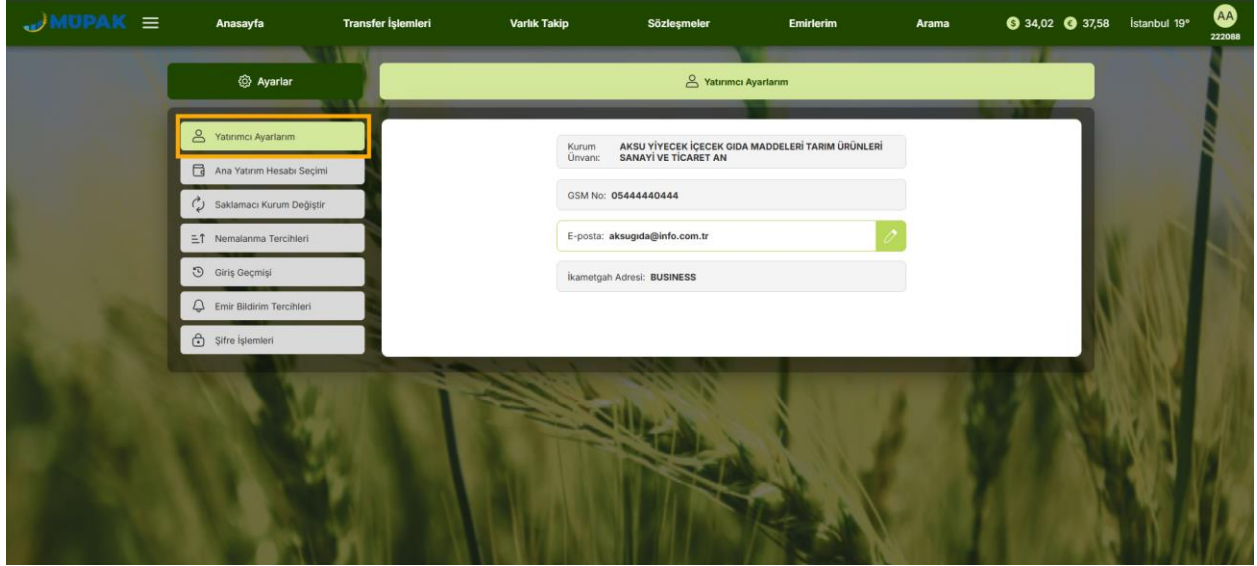 MÜPAK
Anasayfa
Transfer İşlemleri
Varlık Takip
Sözleşmeler
Emirlerim
Arama
$ 34,02 € 37,58
İstanbul 19°
AA
222088
Ayarlar
Yatırımcı Ayarlarım
Yatırımcı Ayarlarım
Ana Yatırım Hesabı Seçimi
Saklamacı Kurum Değiştir
Nemalanma Tercihleri
Giriş Geçmişi
Emir Bildirim Tercihleri
Şifre İşlemleri
Kurum Ünvanı: AKSU YİYECEK İÇECEK GIDA MADDELERİ TARIM ÜRÜNLERİ
SANAYİ VE TİCARET AN
GSM No: 05444440444
E-posta: aksugıda@info.com.tr
İkametgah Adresi: BUSINESS